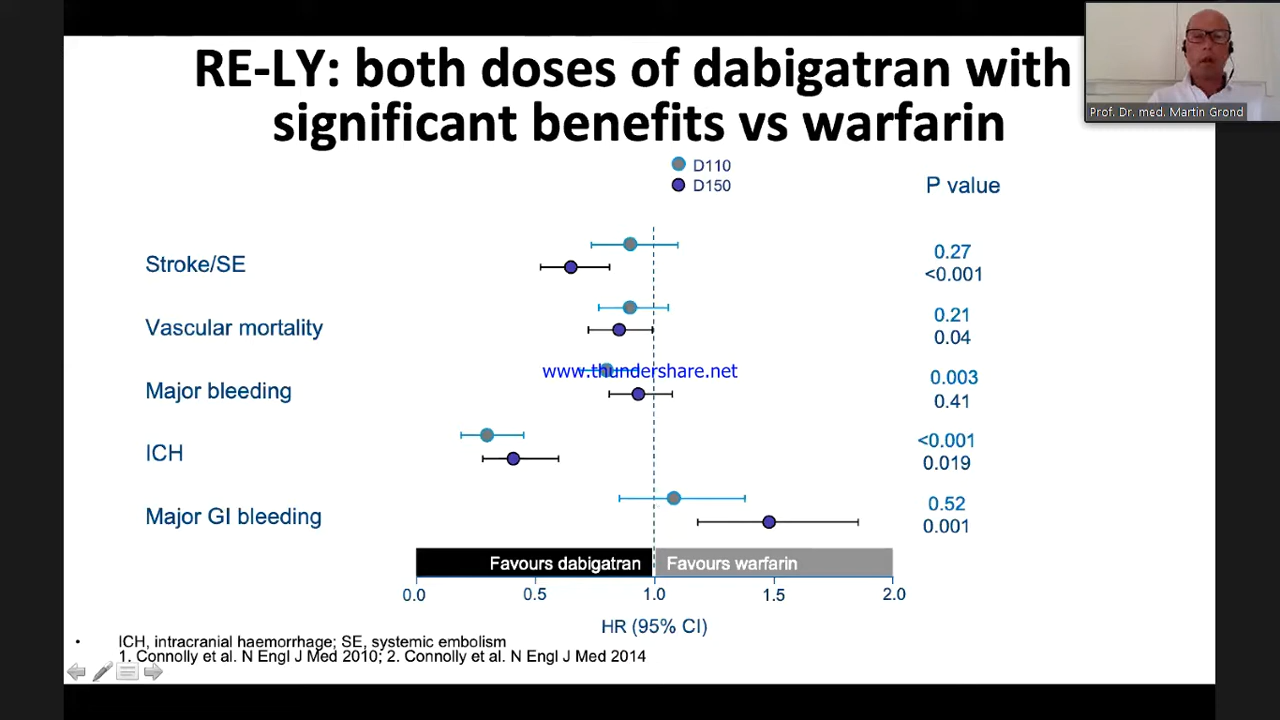 RE-LY: both doses of dabigatran with
significant benefits vs warfarin
Prof. Dr. med. Martin Grond
D110
D150
P value
Stroke/SE
0.27
<0.001
Vascular mortality
0.21
0.04
www.thundershare.net
Major bleeding
0.003
0.41
ICH
<0.001
0.019
Major GI bleeding
0.52
0.001
Favours dabigatran
Favours warfarin
0.0 0.5 1.0 1.5 2.0
HR (95% CI)
• ICH, intracranial haemorrhage; SE, systemic embolism
1. Connolly et al. N Engl J Med 2010; 2. Connolly et al. N Engl J Med 2014